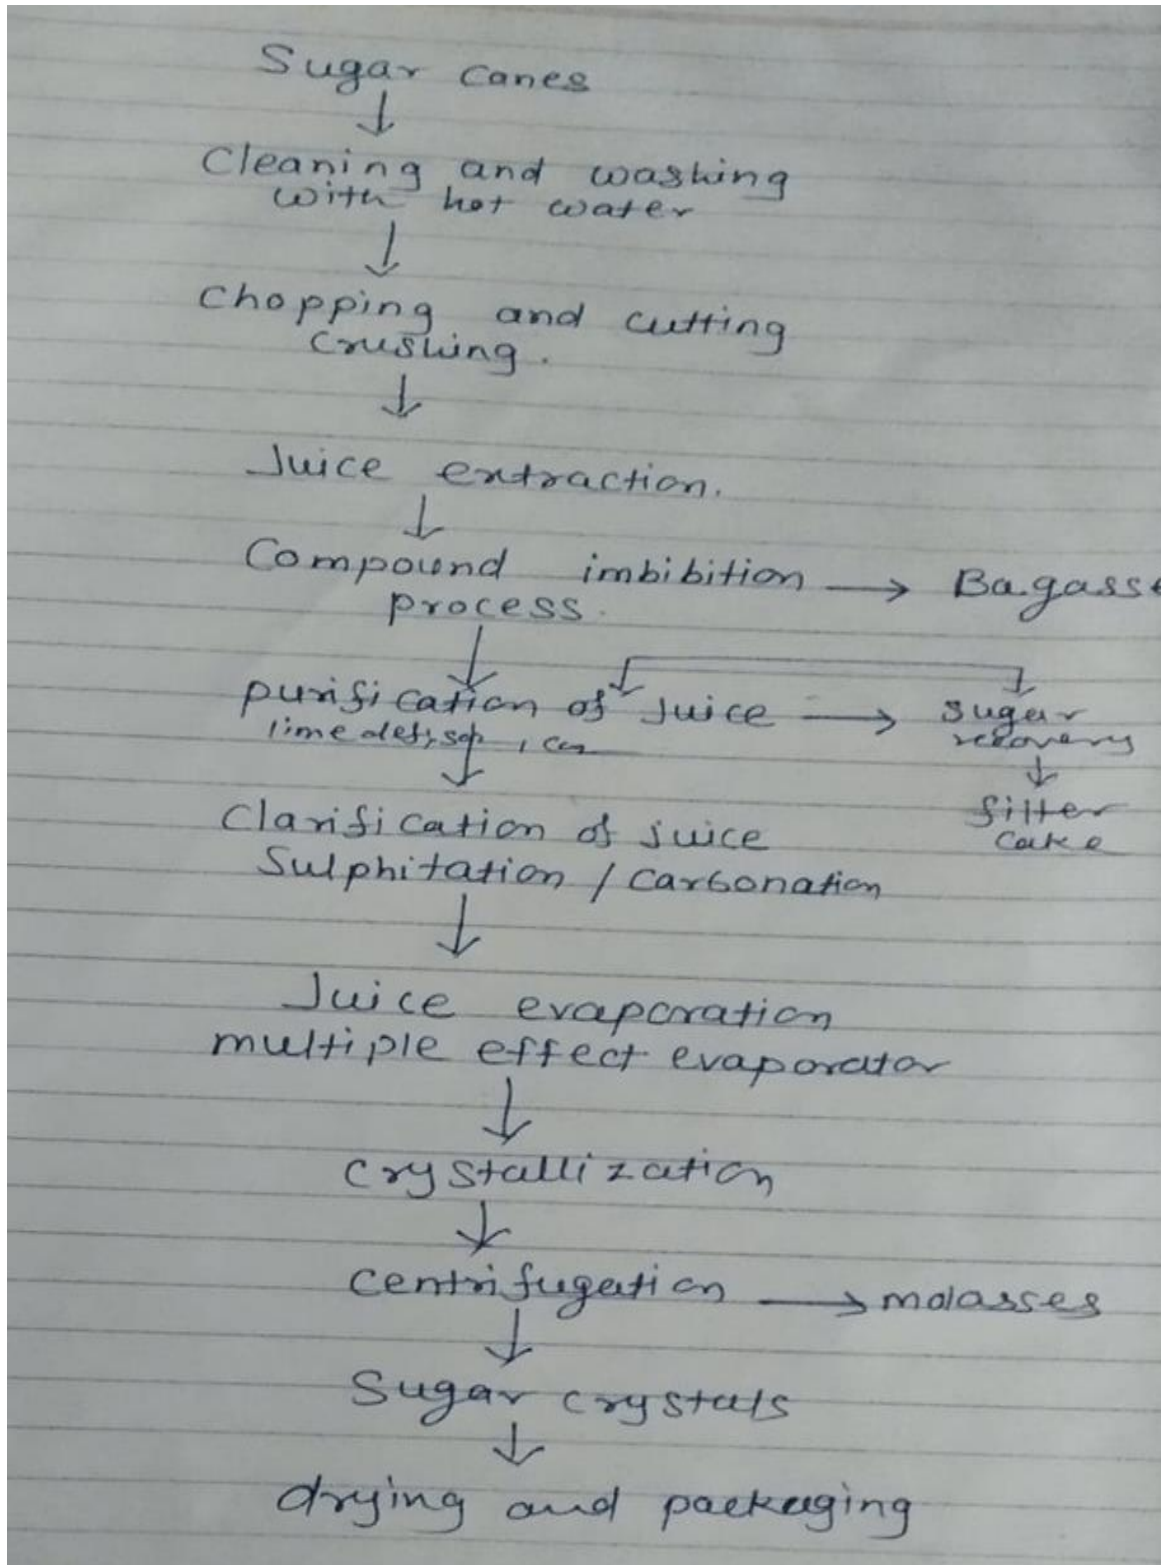 Sugar canes
Cleaning and washing
with hot water
Chopping and cutting
crushing.
Juice extraction.
Compound imbibition → Bagasse
process.
purification of Juice → sugar
recovery
lime
filter
cake
Clarification of juice
Sulphitation / carbonation
Juice evaporation
multiple effect evaporator
crystallization
centrifugation → molasses
Sugar crystals
drying and packaging